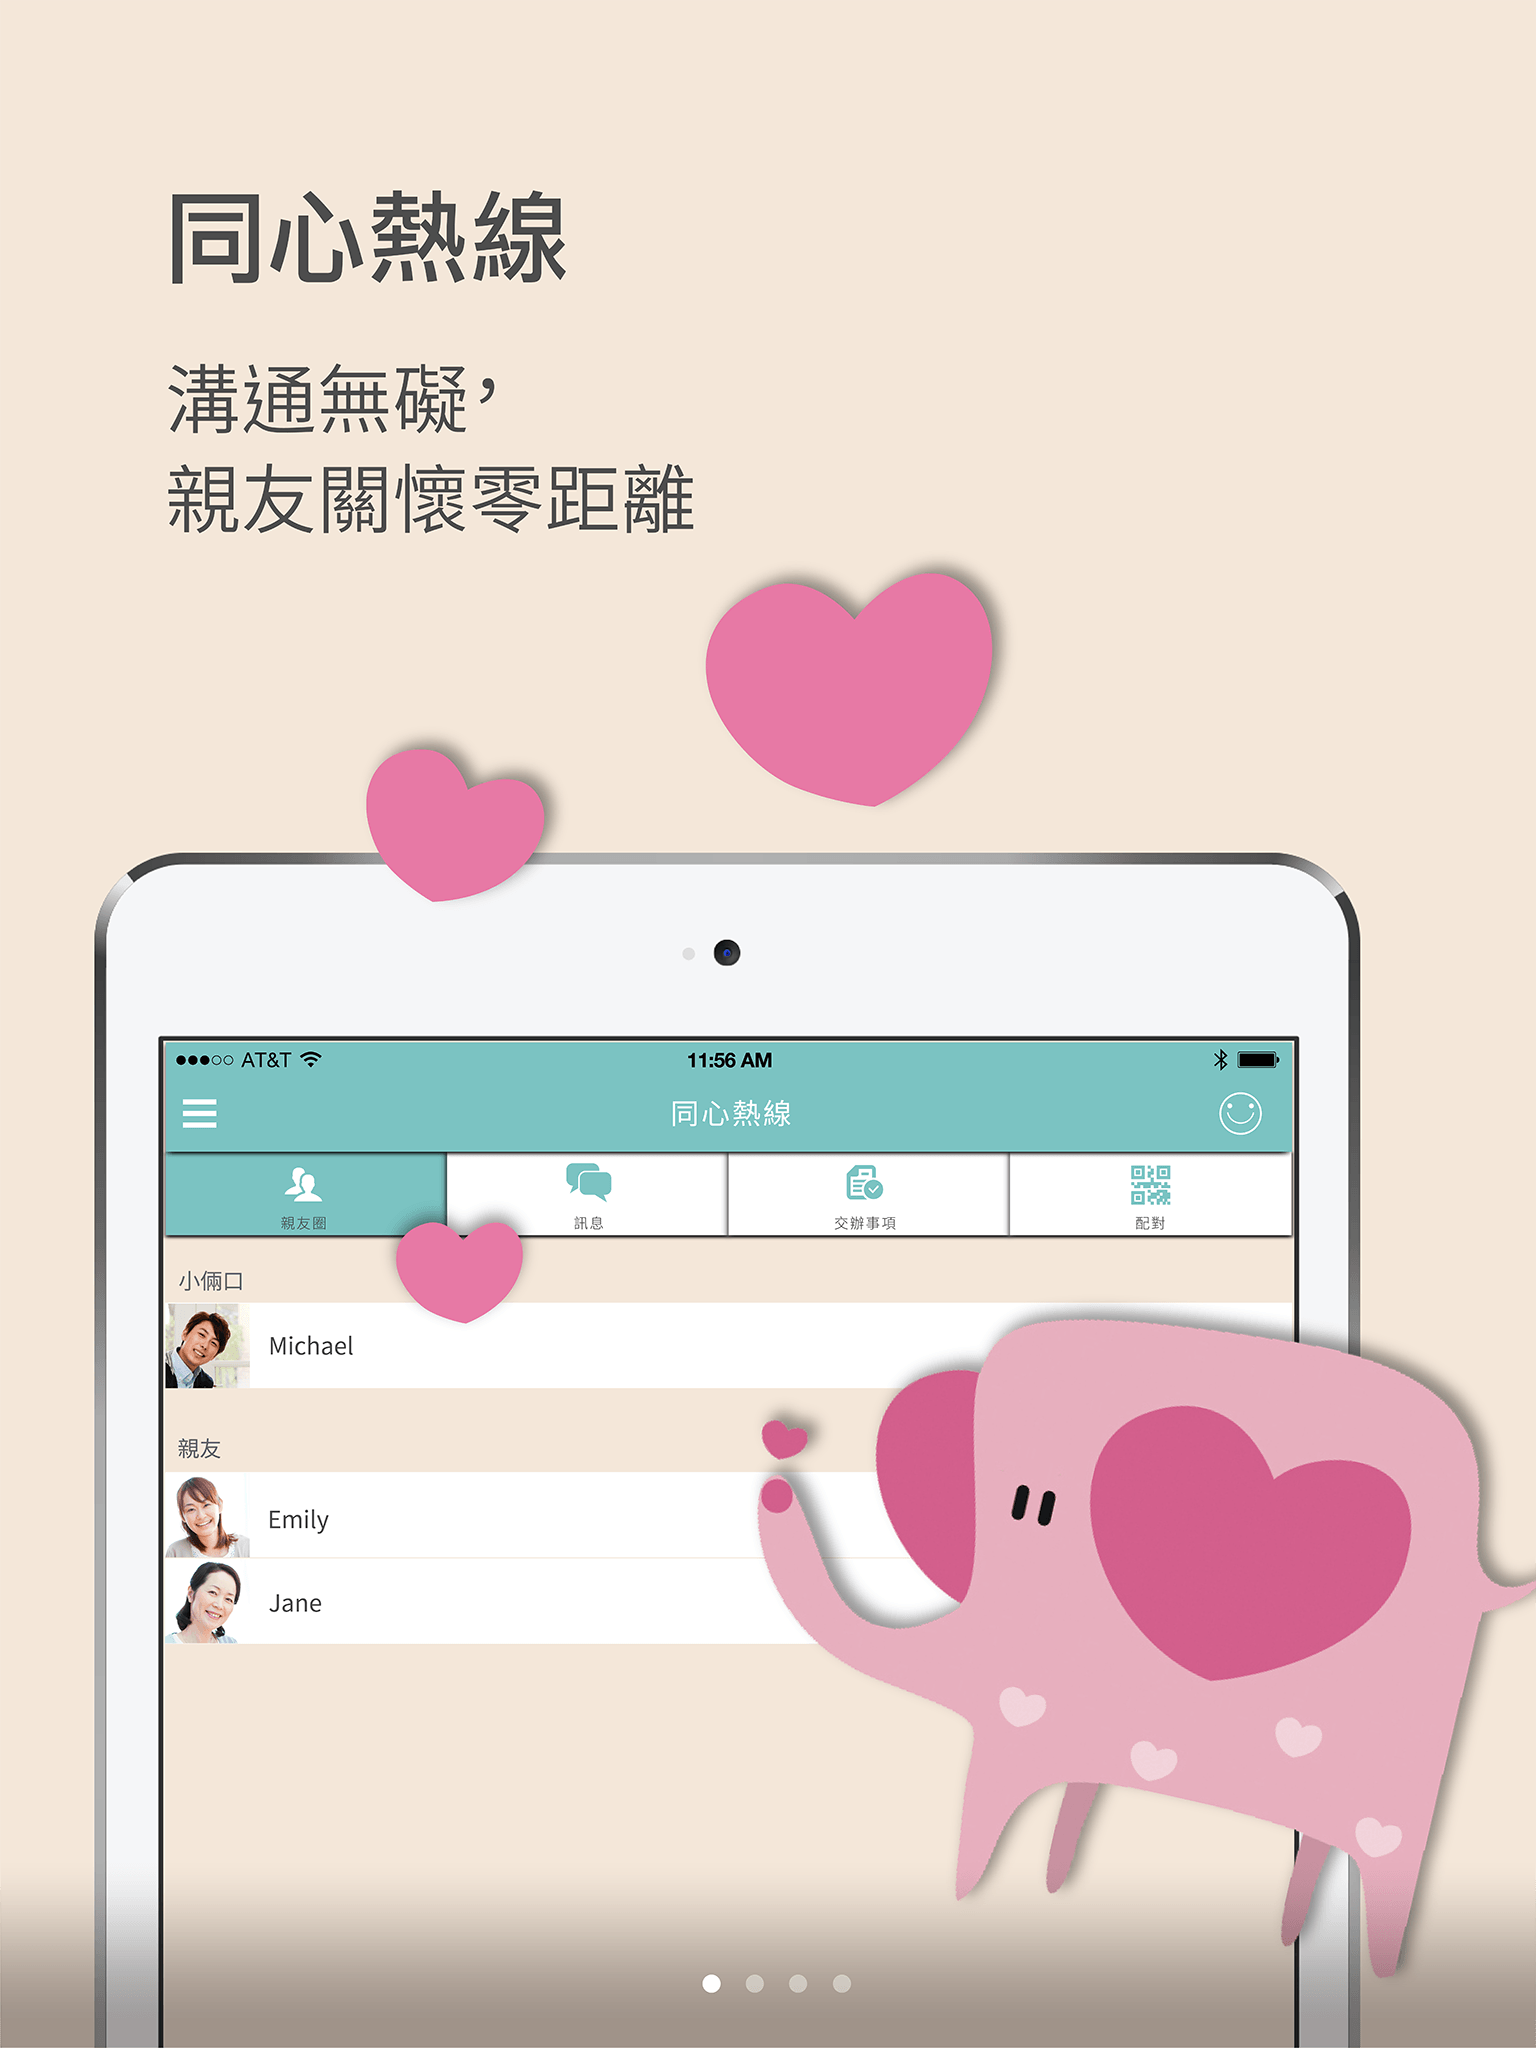 同心熱線
溝通無礙，
親友關懷零距離
AT&T 11:56 AM
同心熱線
親友圈 訊息 交辦事項 配對
小倆口
Michael
親友
Emily
Jane